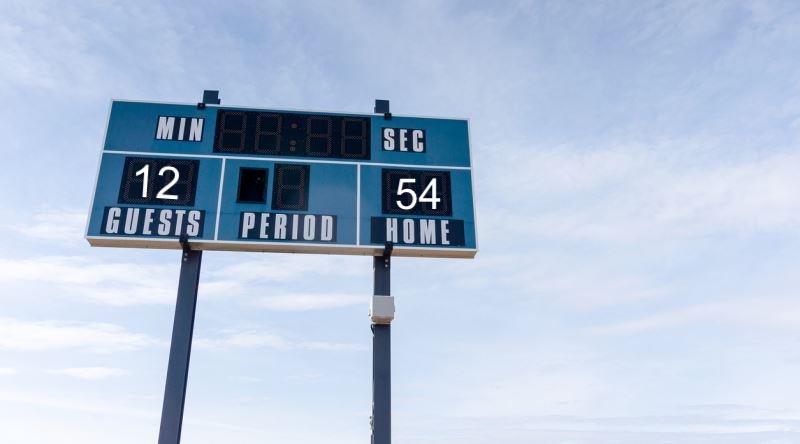 MIN SEC
12 54
GUESTS PERIOD HOME